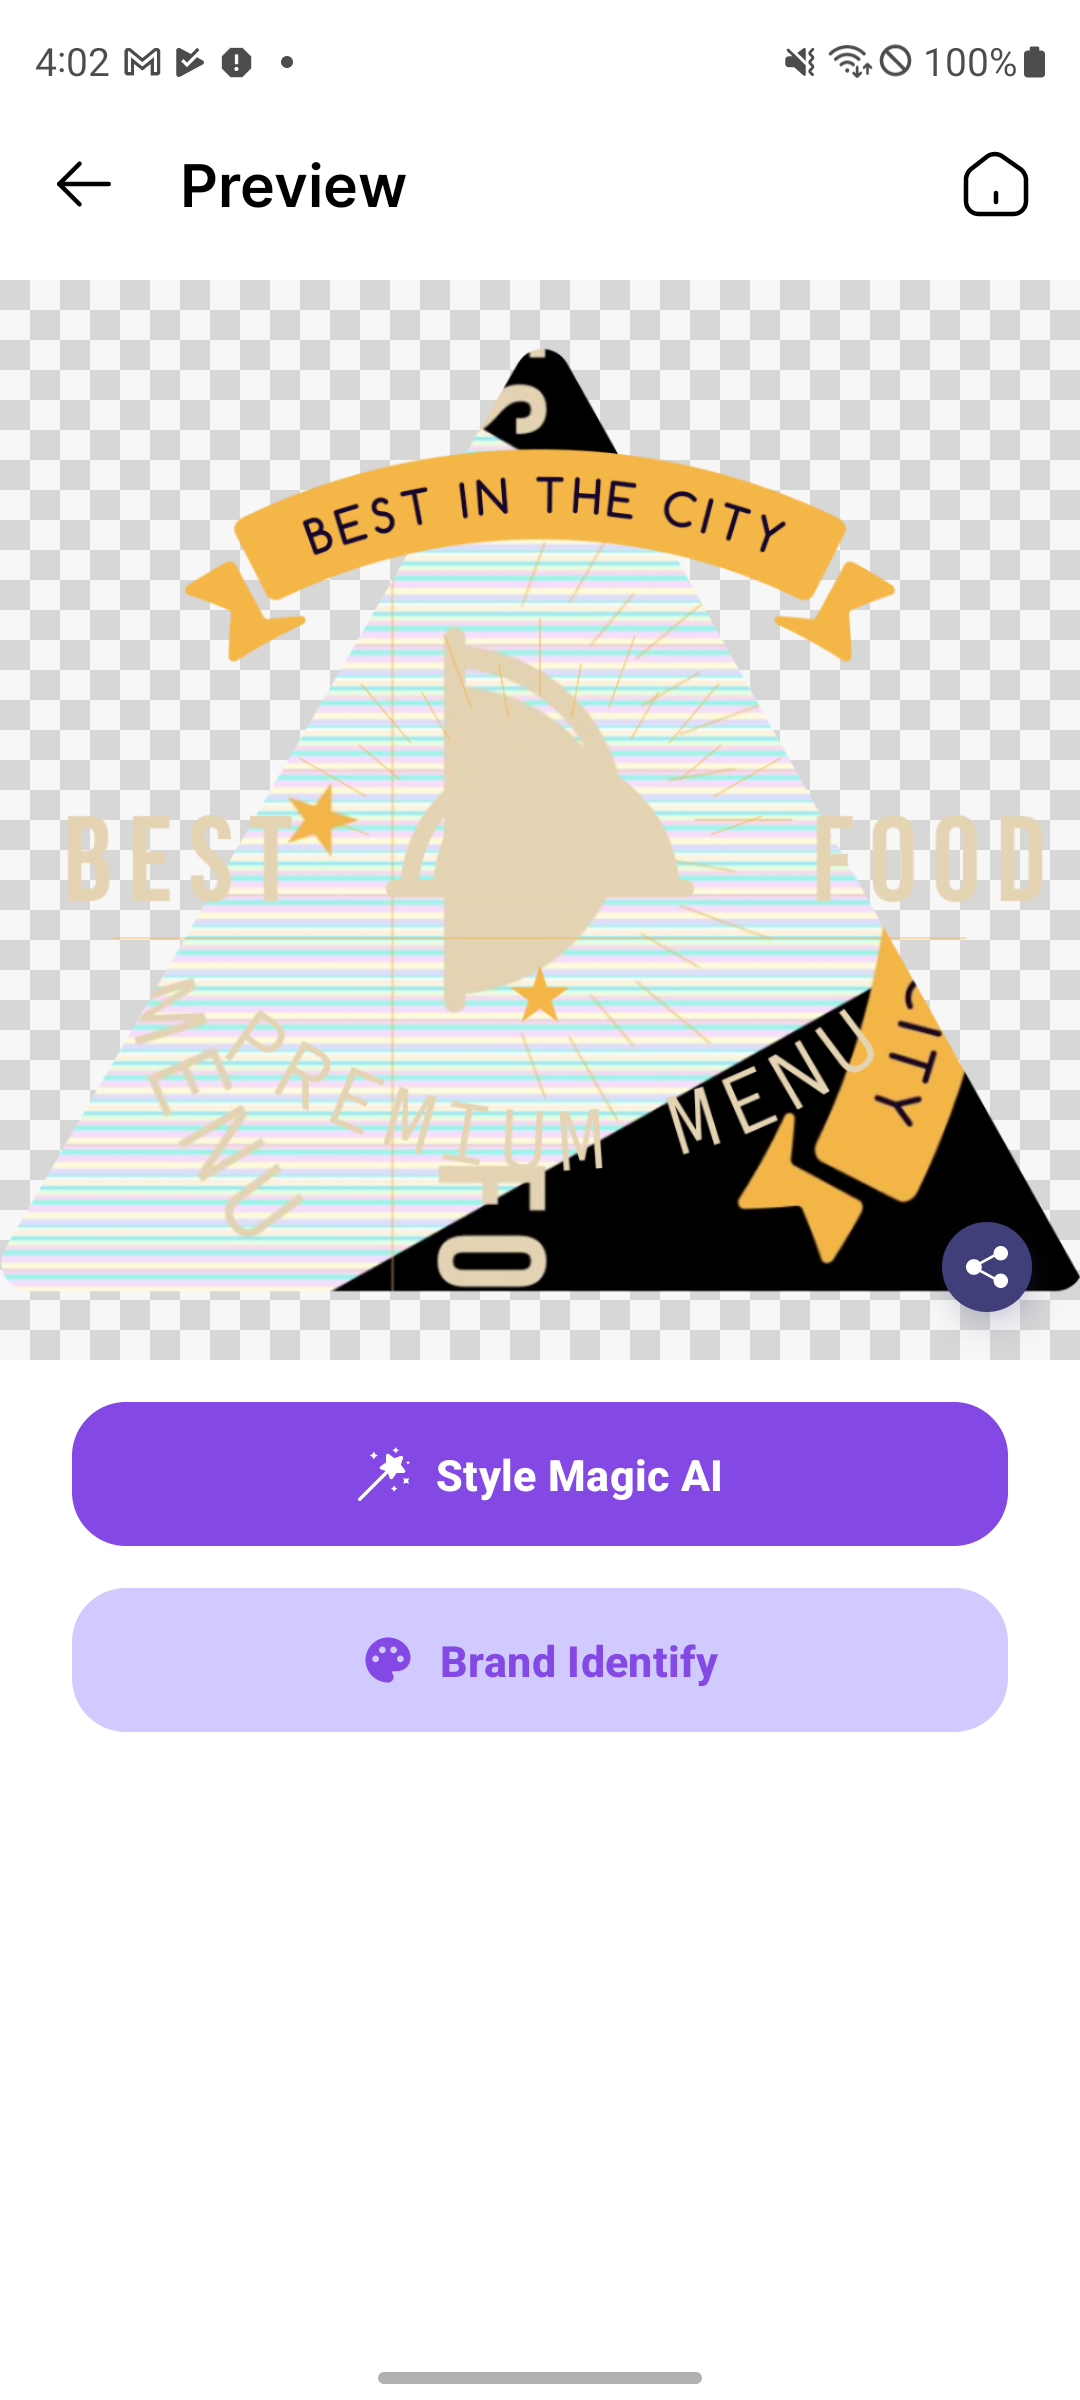 4:02
100%
Preview
BEST IN THE CITY
BEST FOOD
PREMIUM MENU
MENU
CITY
Style Magic AI
Brand Identify